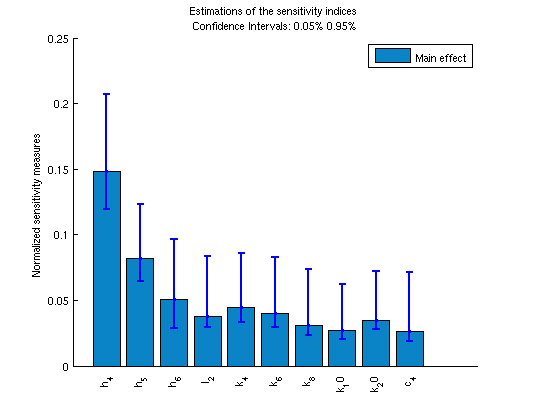 Estimations of the sensitivity indices
Confidence Intervals: 0.05% 0.95%
Main effect
Normalized sensitivity measures
0.25
0.2
0.15
0.1
0.05
0
h₄ h₅ h₆ l₂ k₄ k₆ k₈ k₁0 k₂0 c₄